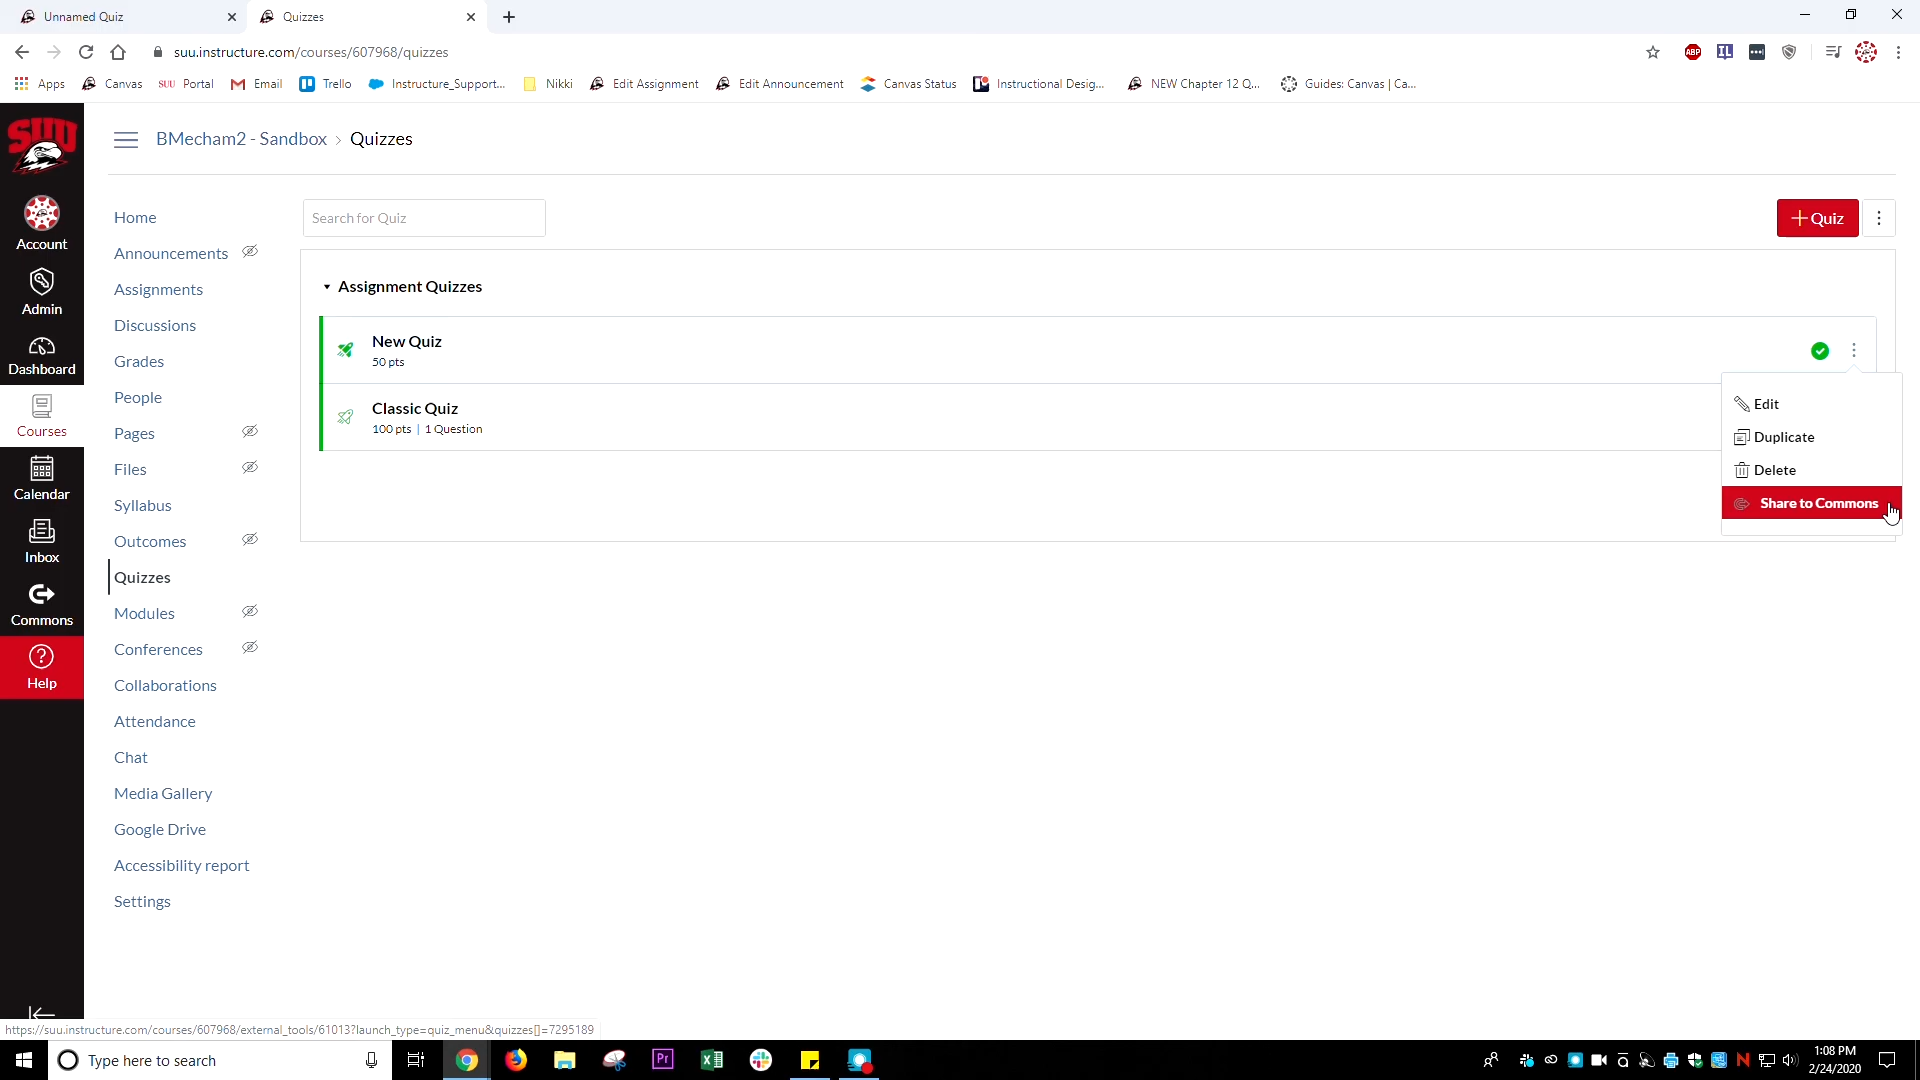 Unnamed Quiz
Quizzes
suu.instructure.com/courses/607968/quizzes
ABP
IL
Apps
Canvas
SUU Portal
Email
Trello
Instructure_Support...
Nikki
Edit Assignment
Edit Announcement
Canvas Status
Instructional Desig...
NEW Chapter 12 Q...
Guides: Canvas | Ca...
SUU
Account
Admin
Dashboard
Courses
Calendar
Inbox
Commons
Help
BMecham2 - Sandbox › Quizzes
Home
Announcements
Assignments
Discussions
Grades
People
Pages
Files
Syllabus
Outcomes
Quizzes
Modules
Conferences
Collaborations
Attendance
Chat
Media Gallery
Google Drive
Accessibility report
Settings
Search for Quiz
+ Quiz
Assignment Quizzes
New Quiz
50 pts
Classic Quiz
100 pts | 1 Question
Edit
Duplicate
Delete
Share to Commons
https://suu.instructure.com/courses/607968/external_tools/61013?launch_type=quiz_menu&quizzes[]=7295189
Type here to search
Pr
N
1:08 PM
2/24/2020